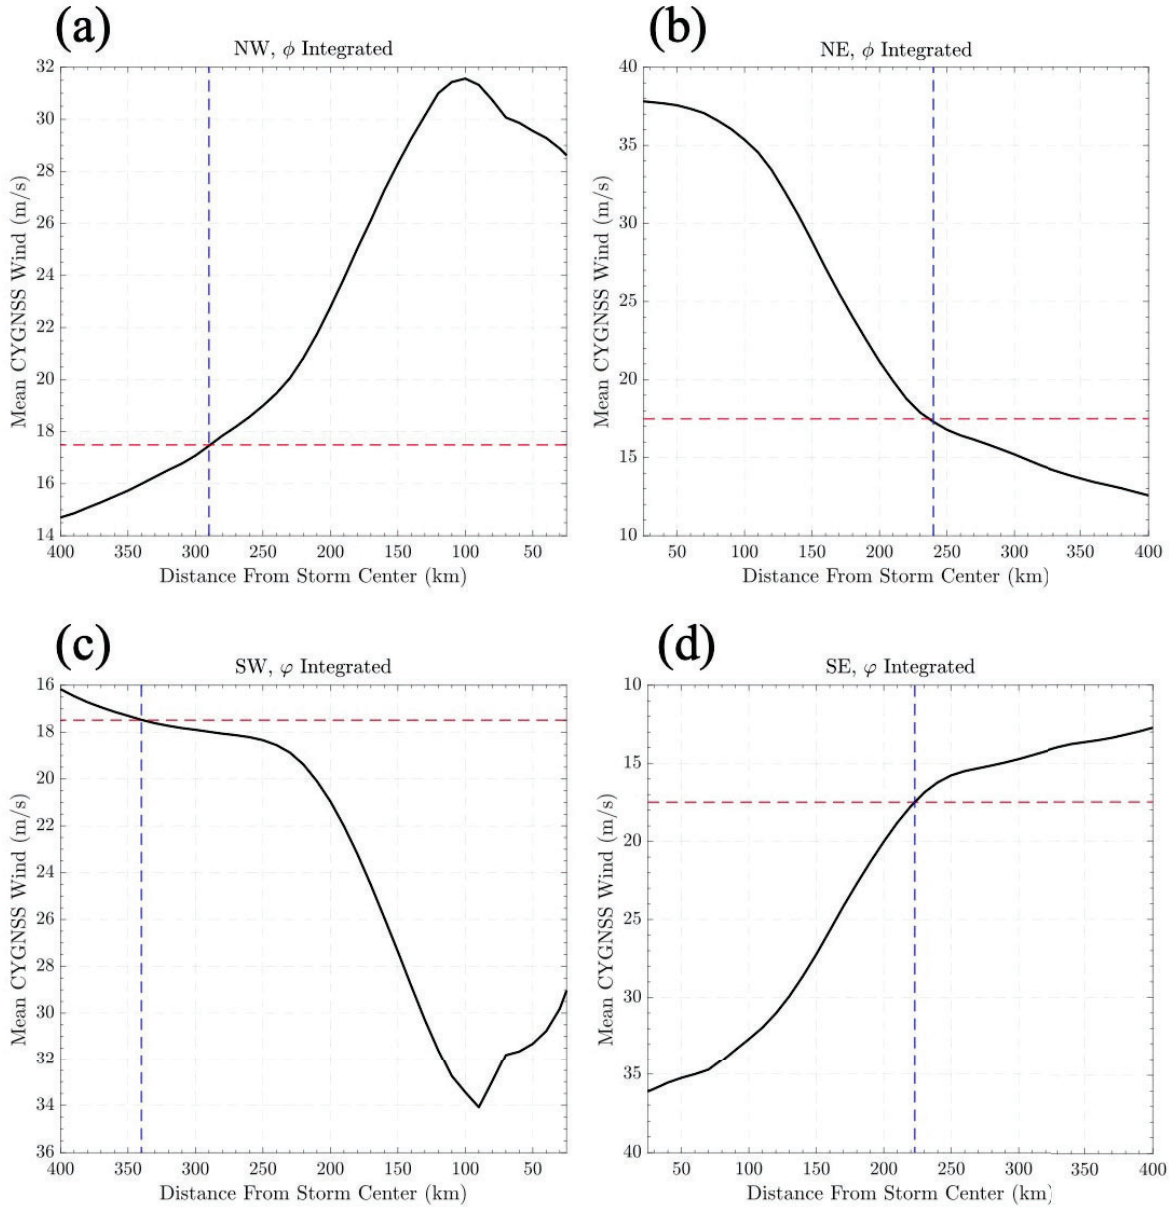 (a)
NW, ϕ Integrated
Mean CYGNSS Wind (m/s)
32
30
28
26
24
22
20
18
16
14
400 350 300 250 200 150 100 50
Distance From Storm Center (km)
(b)
NE, ϕ Integrated
Mean CYGNSS Wind (m/s)
40
35
30
25
20
15
10
50 100 150 200 250 300 350 400
Distance From Storm Center (km)
(c)
SW, φ Integrated
Mean CYGNSS Wind (m/s)
16
18
20
22
24
26
28
30
32
34
36
400 350 300 250 200 150 100 50
Distance From Storm Center (km)
(d)
SE, φ Integrated
Mean CYGNSS Wind (m/s)
10
15
20
25
30
35
40
50 100 150 200 250 300 350 400
Distance From Storm Center (km)